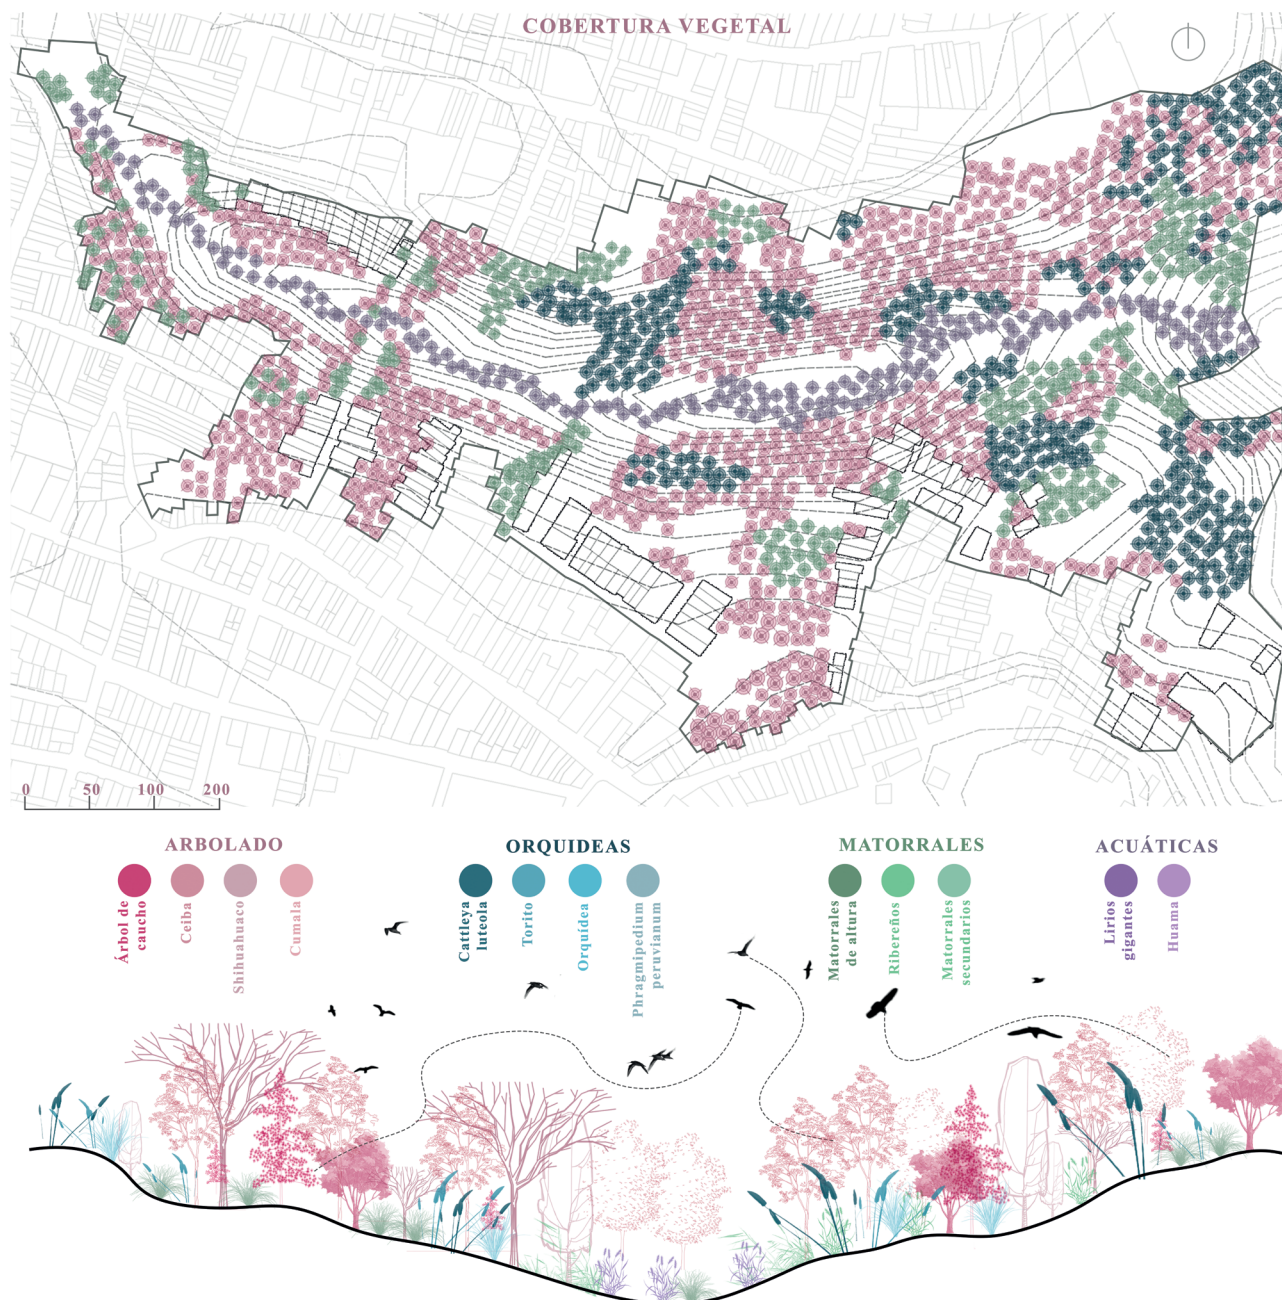 COBERTURA VEGETAL
0 50 100 200
ARBOLADO
Árbol de
caucho
Ceiba
Shihuahuaco
Cumala
ORQUIDEAS
Cattleya
luteola
Torito
Orquídea
Phragmipedium
peruvianum
MATORRALES
Matorrales
de altura
Ribereños
Matorrales
secundarios
ACUÁTICAS
Lirios
gigantes
Huama